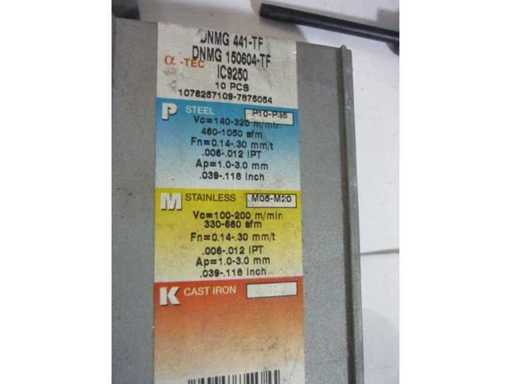 DNMG 441-TF
DNMG 150604-TF
α-TEC IC9250
10 PCS
1076267109-7675054
P STEEL P10-P35
Vc=140-320 m/min
460-1050 sfm
Fn=0.14-.30 mm/t
.006-.012 IPT
Ap=1.0-3.0 mm
.039-.118 inch
M STAINLESS M05-M20
Vc=100-200 m/min
330-660 sfm
Fn=0.14-.30 mm/t
.006-.012 IPT
Ap=1.0-3.0 mm
.039-.118 inch
K CAST IRON